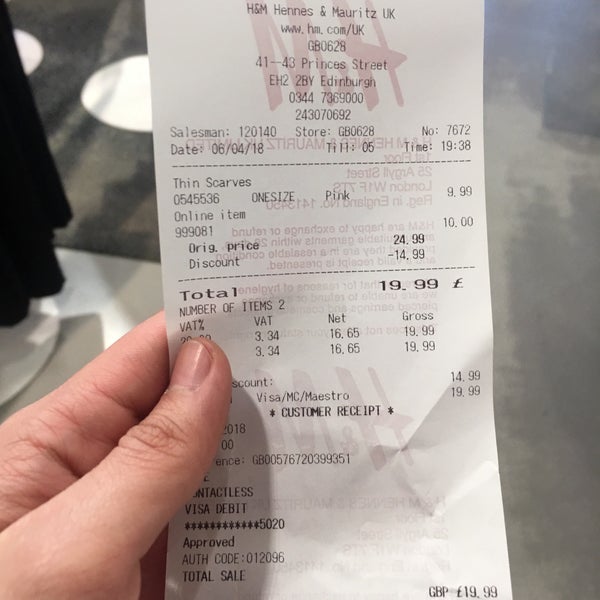 H&M Hennes & Mauritz UK
www.hm.com/UK
GB0628
41--43 Princes Street
EH2 2BY Edinburgh
0344 7369000
243070692
Salesman: 120140 Store: GB0628 No: 7672
Date: 06/04/18 Till: 05 Time: 19:38
Thin Scarves
0545536 ONESIZE Pink 9.99
Online item
999081 10.00
Orig. price 24.99
Discount -14.99
Total 19.99 £
NUMBER OF ITEMS 2
VAT% VAT Net Gross
3.34 16.65 19.99
3.34 16.65 19.99
scount: 14.99
Visa/MC/Maestro 19.99
* CUSTOMER RECEIPT *
2018
00
ence: GB00576720399351
E
ONTACTLESS
VISA DEBIT
************5020
Approved
AUTH CODE:012096
TOTAL SALE
GBP £19.99